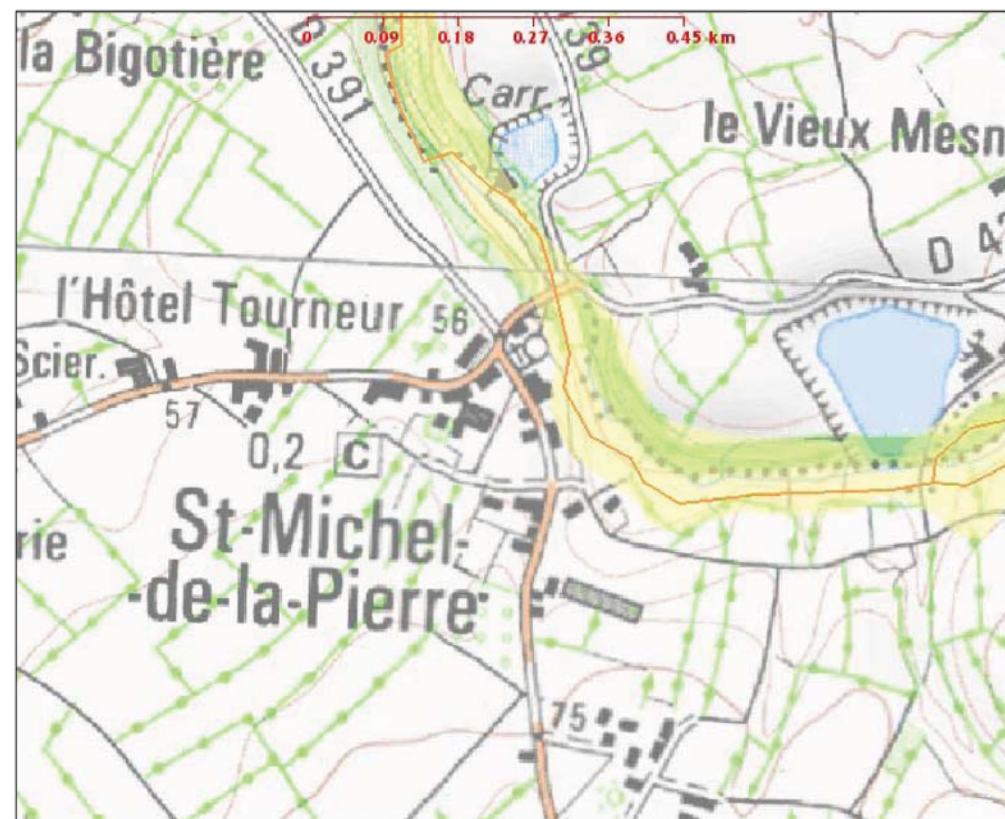 0 0.09 0.18 0.27 0.36 0.45 km
la Bigotière
D 391
Carr.
le Vieux Mesn
D 4
l'Hôtel Tourneur 56
Scier.
57
0,2 C
rie
St-Michel-
-de-la-Pierre
75